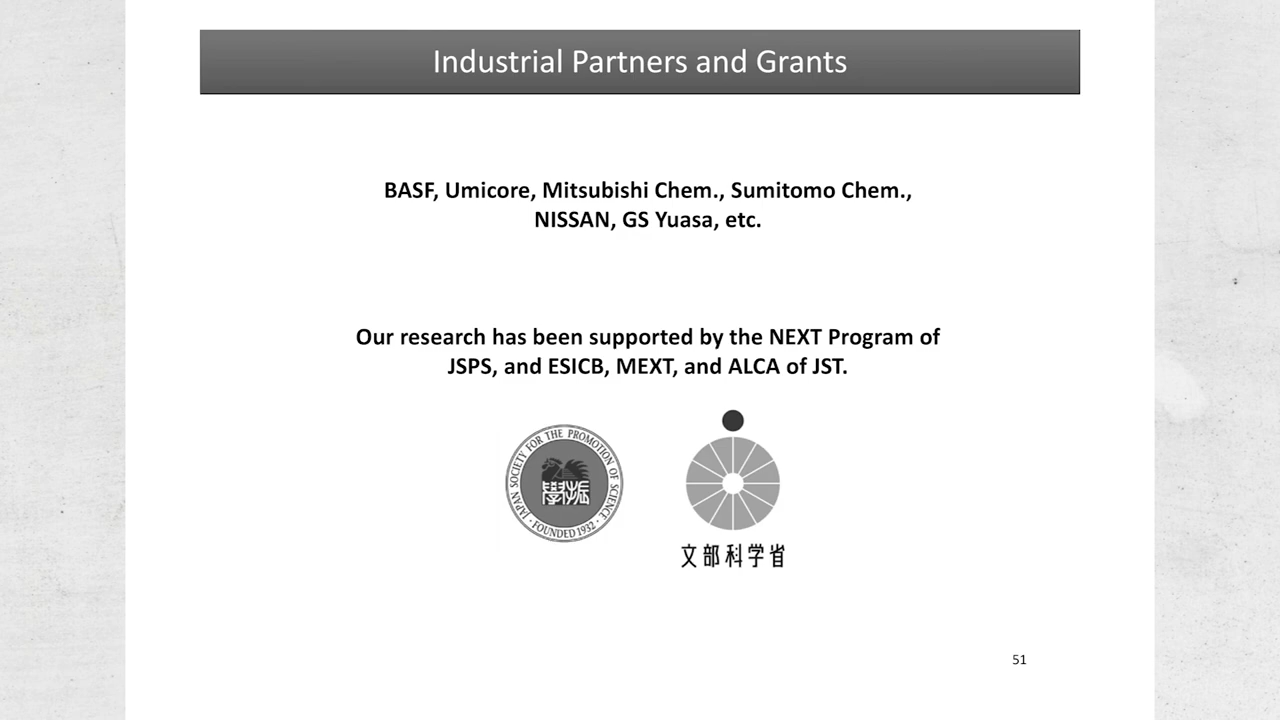 Industrial Partners and Grants
BASF, Umicore, Mitsubishi Chem., Sumitomo Chem.,
NISSAN, GS Yuasa, etc.
Our research has been supported by the NEXT Program of
JSPS, and ESICB, MEXT, and ALCA of JST.
JAPAN SOCIETY FOR THE PROMOTION OF SCIENCE
· FOUNDED 1932 ·
學振
文部科学省
51